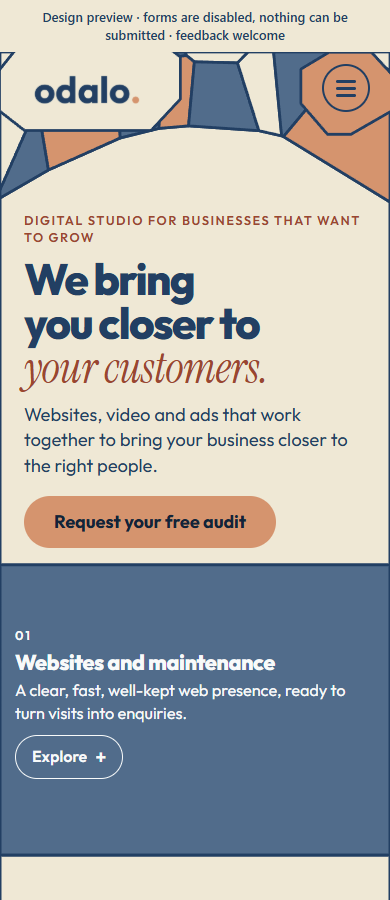 Design preview · forms are disabled, nothing can be
submitted · feedback welcome
odalo.
DIGITAL STUDIO FOR BUSINESSES THAT WANT
TO GROW
We bring
you closer to
your customers.
Websites, video and ads that work
together to bring your business closer to
the right people.
Request your free audit
01
Websites and maintenance
A clear, fast, well-kept web presence, ready to
turn visits into enquiries.
Explore +